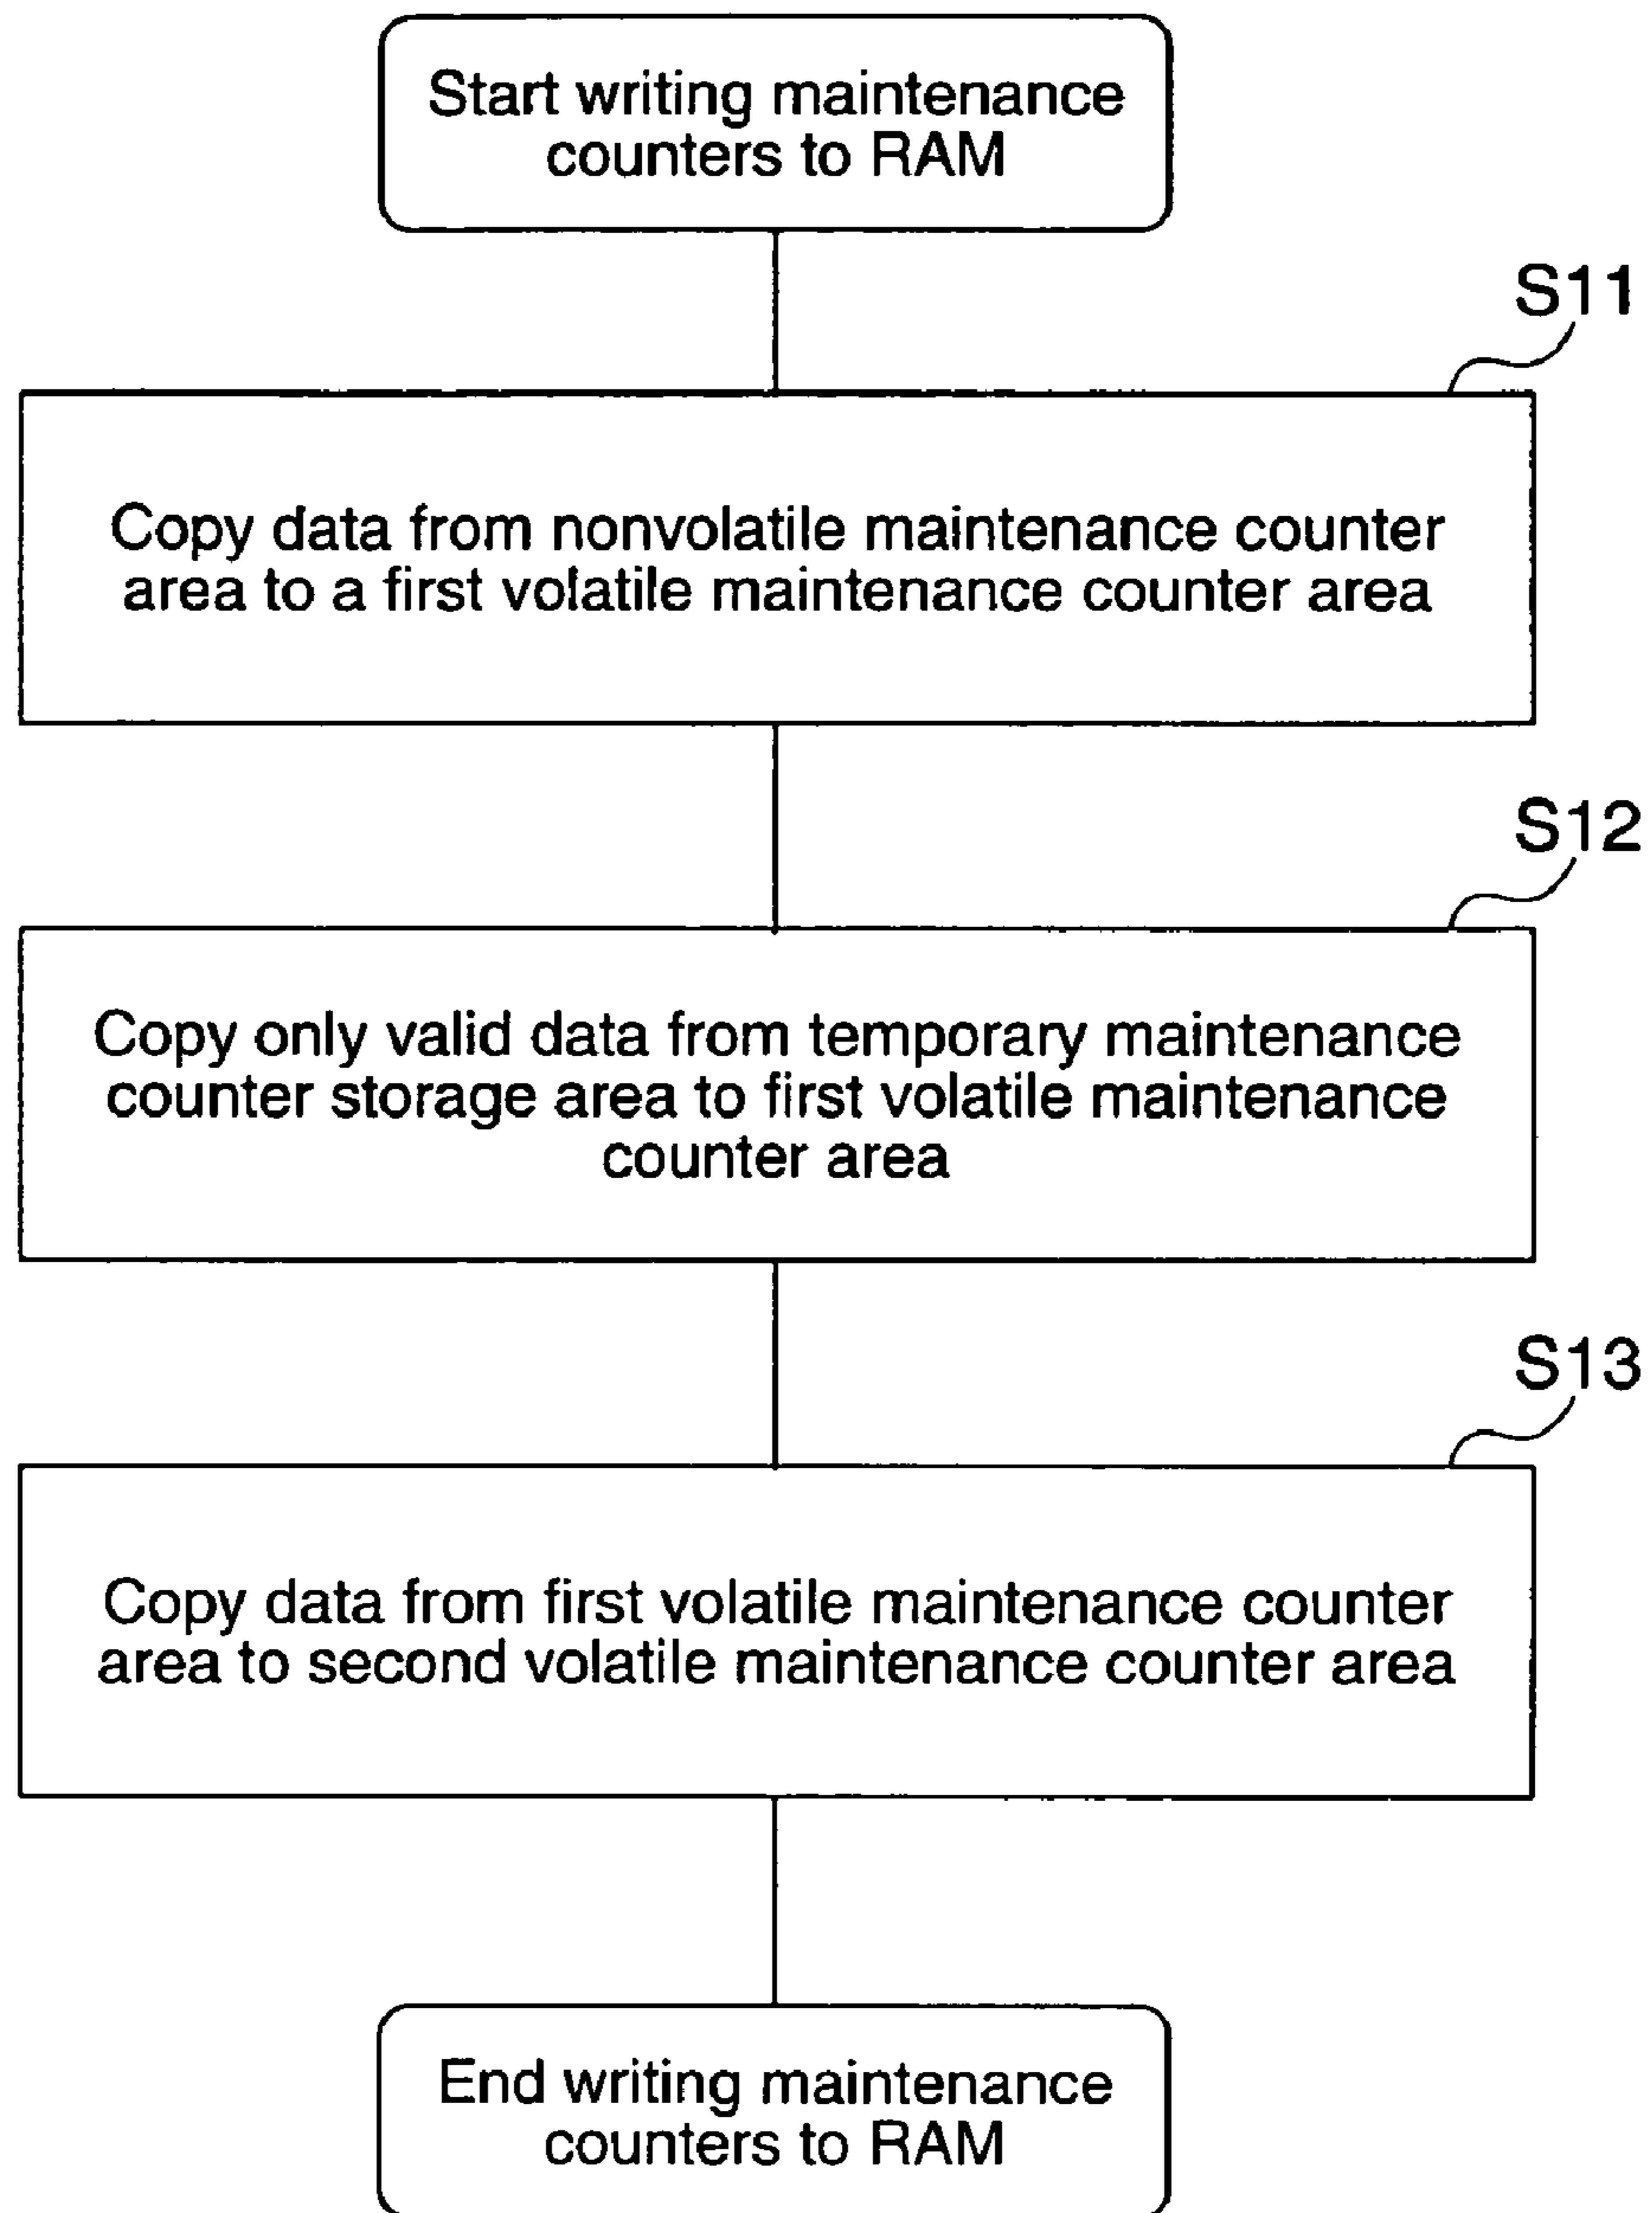 Start writing maintenance
counters to RAM
S11
Copy data from nonvolatile maintenance counter
area to a first volatile maintenance counter area
S12
Copy only valid data from temporary maintenance
counter storage area to first volatile maintenance
counter area
S13
Copy data from first volatile maintenance counter
area to second volatile maintenance counter area
End writing maintenance
counters to RAM